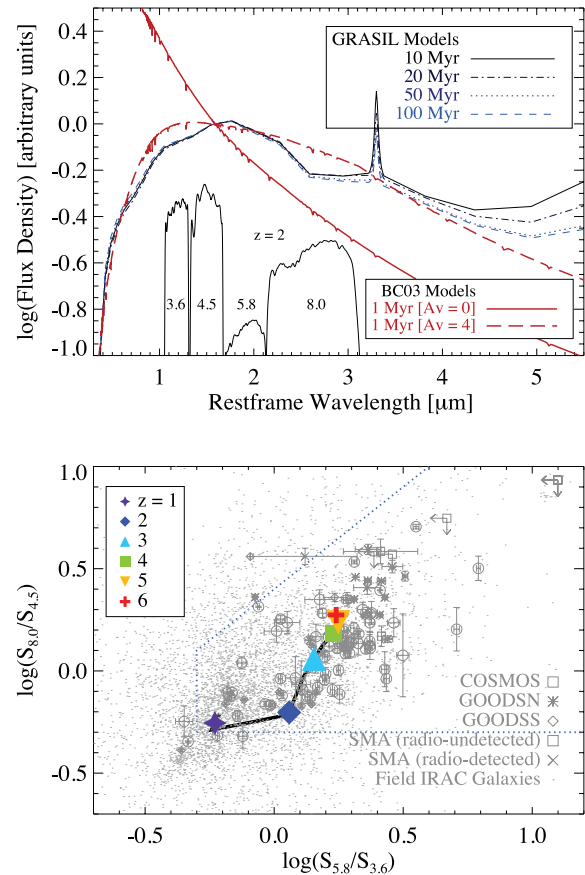 GRASIL Models
10 Myr
20 Myr
50 Myr
100 Myr
0.4
0.2
0.0
-0.2
-0.4
-0.6
-0.8
-1.0
log(Flux Density) [arbitrary units]
z = 2
3.6
4.5
5.8
8.0
BC03 Models
1 Myr [Av = 0]
1 Myr [Av = 4]
1
2
3
4
5
Restframe Wavelength [μm]
1.0
0.5
0.0
-0.5
log(S8.0/S4.5)
z = 1
2
3
4
5
6
COSMOS
GOODSN
GOODSS
SMA (radio-undetected)
SMA (radio-detected)
Field IRAC Galaxies
-0.5
0.0
0.5
1.0
log(S5.8/S3.6)